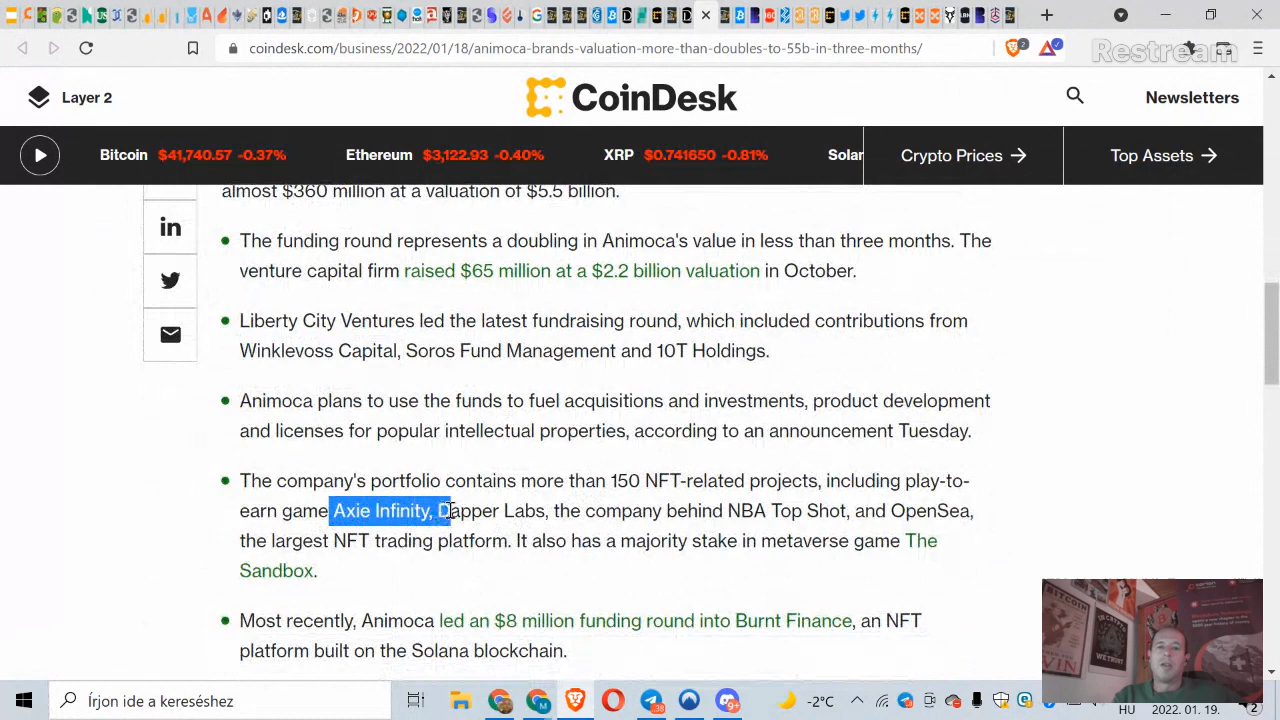 coindesk.com/business/2022/01/18/animoca-brands-valuation-more-than-doubles-to-55b-in-three-months/
2
Restream
Layer 2
CoinDesk
Newsletters
Bitcoin $41,740.57 -0.37% Ethereum $3,122.93 -0.40% XRP $0.741650 -0.81% Solar Crypto Prices → Top Assets →
almost $360 million at a valuation of $5.5 billion.
The funding round represents a doubling in Animoca's value in less than three months. The
venture capital firm raised $65 million at a $2.2 billion valuation in October.
Liberty City Ventures led the latest fundraising round, which included contributions from
Winklevoss Capital, Soros Fund Management and 10T Holdings.
Animoca plans to use the funds to fuel acquisitions and investments, product development
and licenses for popular intellectual properties, according to an announcement Tuesday.
The company's portfolio contains more than 150 NFT-related projects, including play-to-
earn game Axie Infinity, Dapper Labs, the company behind NBA Top Shot, and OpenSea,
the largest NFT trading platform. It also has a majority stake in metaverse game The
Sandbox.
Most recently, Animoca led an $8 million funding round into Burnt Finance, an NFT
platform built on the Solana blockchain.
BITCOIN
IN CRYPTO
WE TRUST
Írjon ide a kereséshez
-2°C
HU
2022. 01. 19.
2